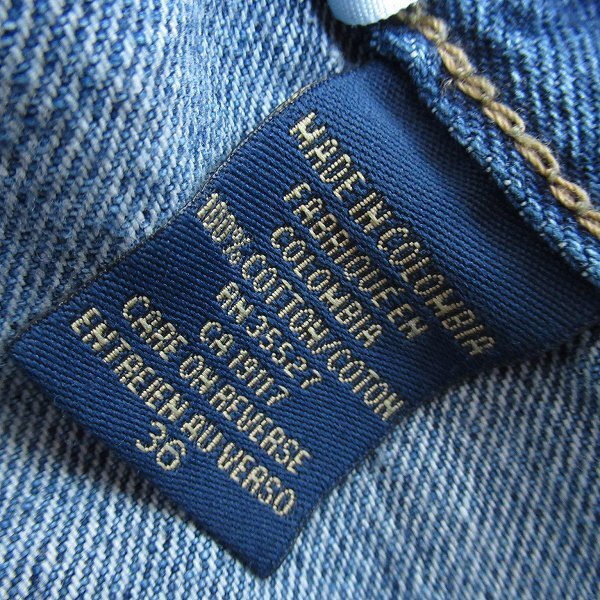 MADE IN COLOMBIA
FABRIQUE EN
COLOMBIA
100% COTTON/COTON
RN 35527
CA 19117
CARE ON REVERSE
ENTREIEN AU VERSO
36